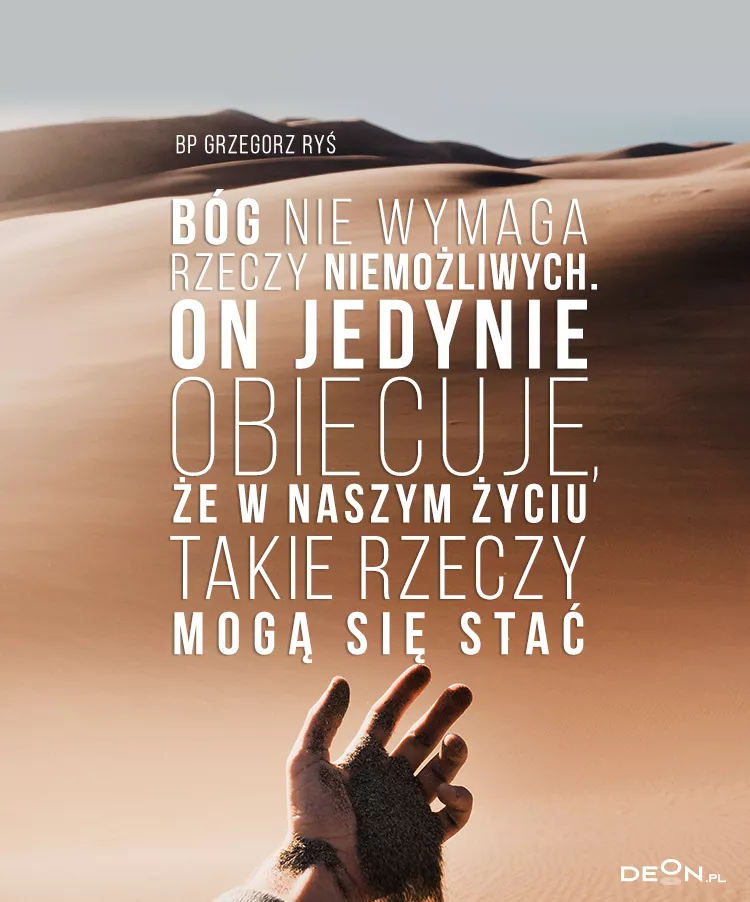 BP GRZEGORZ RYŚ
BÓG NIE WYMAGA
RZECZY NIEMOŻLIWYCH.
ON JEDYNIE
OBIECUJE,
ŻE W NASZYM ŻYCIU
TAKIE RZECZY
MOGĄ SIĘ STAĆ
DEON.PL